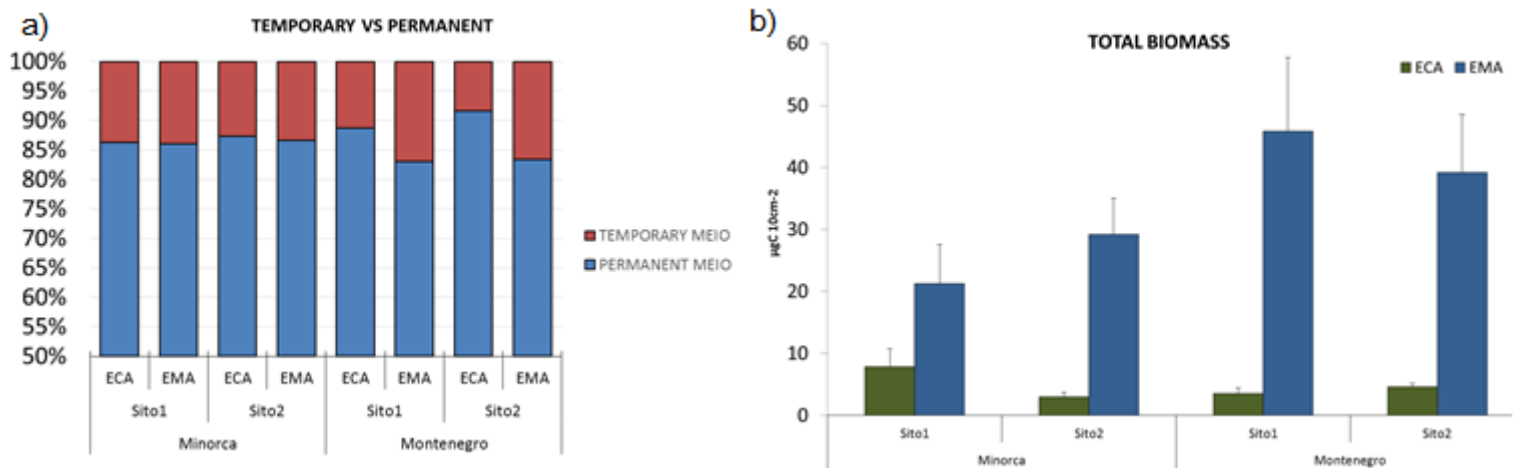 a)
TEMPORARY VS PERMANENT
100%
95%
90%
85%
80%
75%
70%
65%
60%
55%
50%
ECA EMA ECA EMA ECA EMA ECA EMA
Sito1 Sito2 Sito1 Sito2
Minorca Montenegro
TEMPORARY MEIO
PERMANENT MEIO
b)
TOTAL BIOMASS
ECA EMA
µgC 10cm-2
60
50
40
30
20
10
0
Sito1 Sito2 Sito1 Sito2
Minorca Montenegro